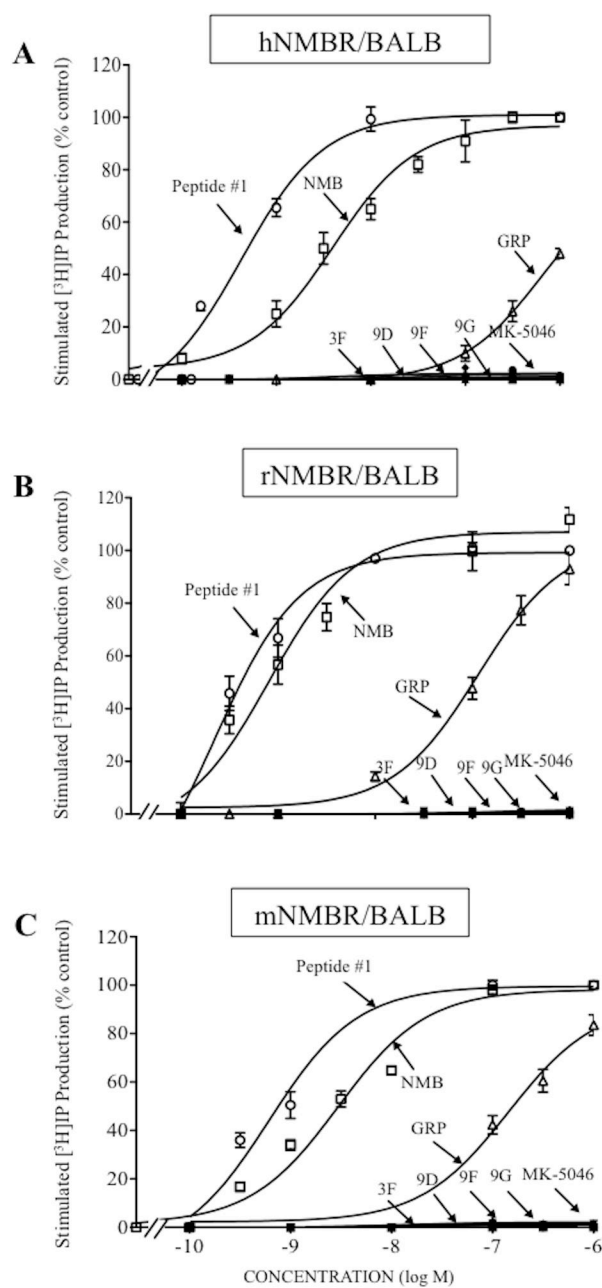 A
hNMBR/BALB
Stimulated [³H]IP Production (% control)
120
100
80
60
40
20
0
Peptide #1
NMB
GRP
3F
9D
9F
9G
MK-5046
B
rNMBR/BALB
Stimulated [³H]IP Production (% control)
120
100
80
60
40
20
0
Peptide #1
NMB
GRP
3F
9D
9F
9G
MK-5046
C
mNMBR/BALB
Stimulated [³H]IP Production (% control)
120
100
80
60
40
20
0
Peptide #1
NMB
GRP
3F
9D
9F
9G
MK-5046
-10
-9
-8
-7
-6
CONCENTRATION (log M)